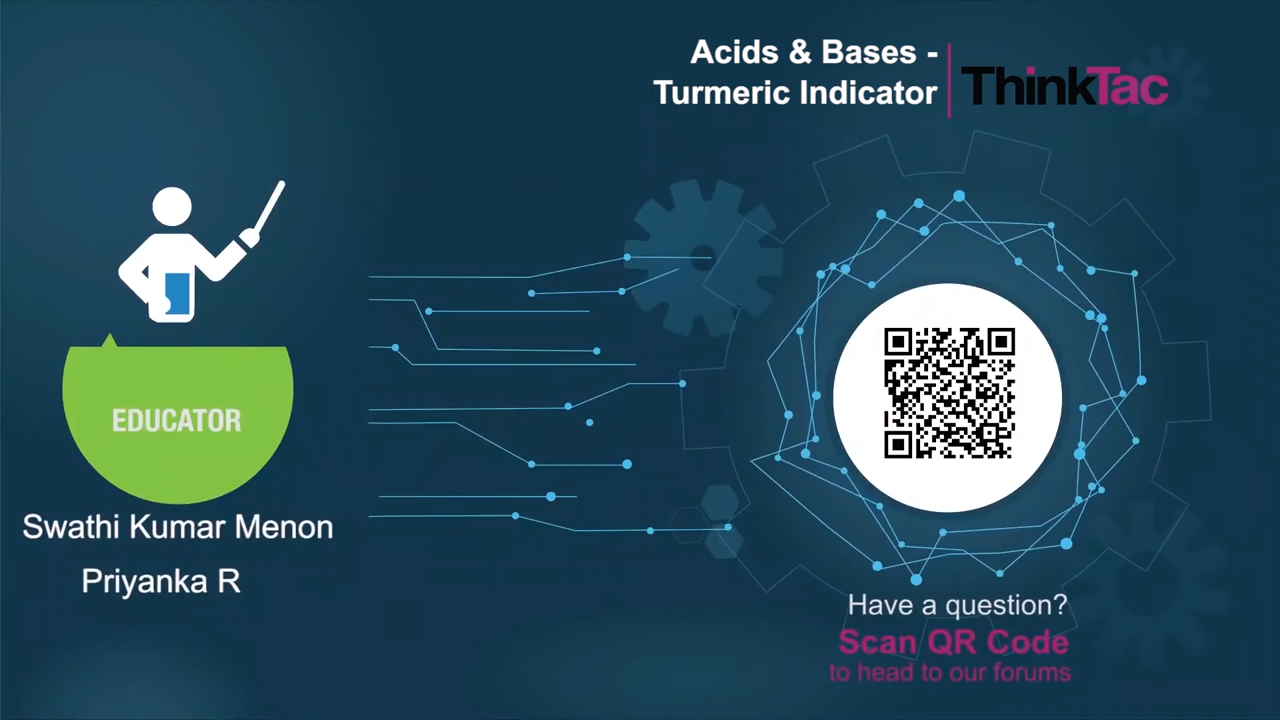 Acids & Bases -
Turmeric Indicator
ThinkTac
EDUCATOR
Swathi Kumar Menon
Priyanka R
Have a question?
Scan QR Code
to head to our forums